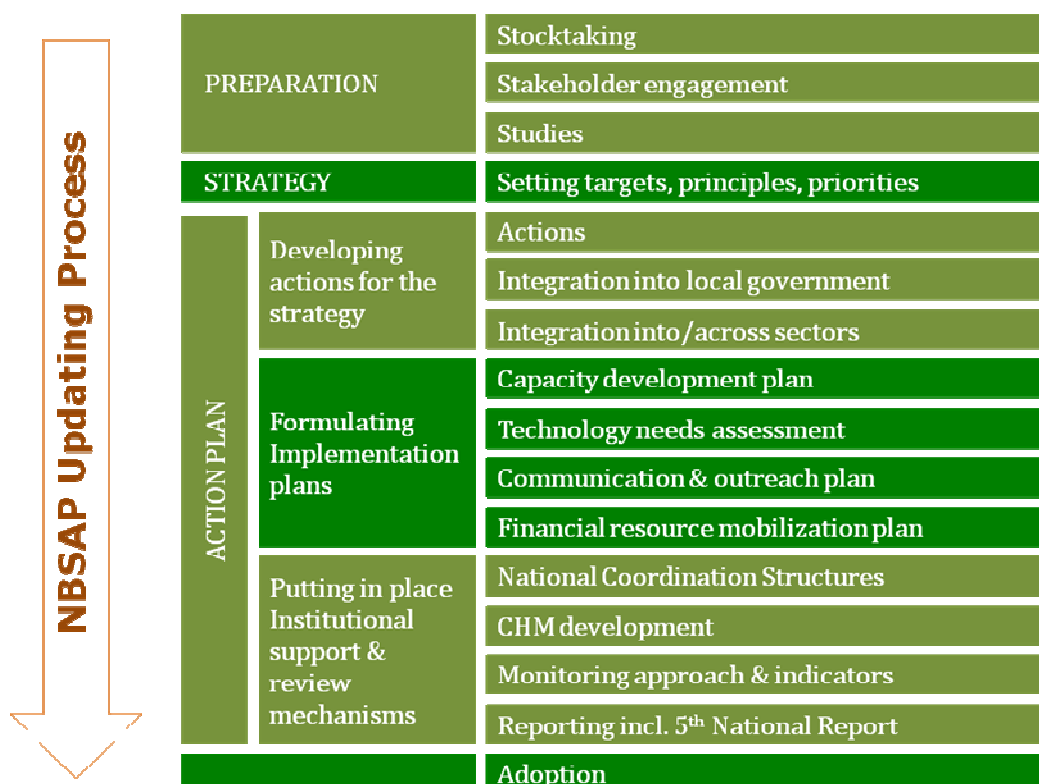 NBSAP Updating Process
PREPARATION
Stocktaking
Stakeholder engagement
Studies
STRATEGY
Setting targets, principles, priorities
ACTION PLAN
Developing
actions for the
strategy
Actions
Integration into local government
Integration into/across sectors
Formulating
Implementation
plans
Capacity development plan
Technology needs assessment
Communication & outreach plan
Financial resource mobilization plan
Putting in place
Institutional
support &
review
mechanisms
National Coordination Structures
CHM development
Monitoring approach & indicators
Reporting incl. 5th National Report
Adoption